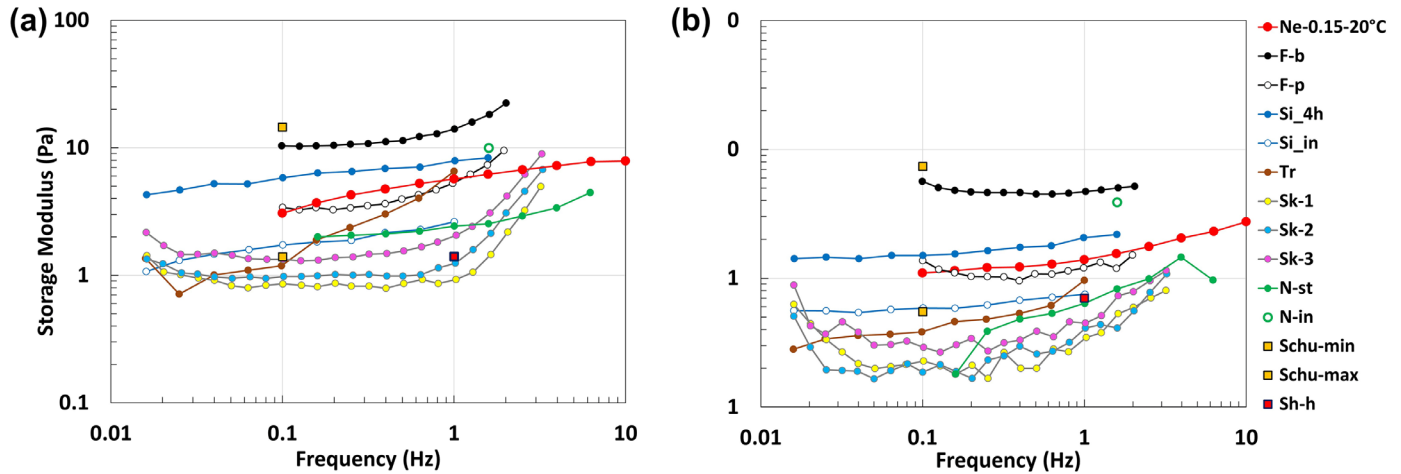 (a)
100
10
1
0.1
Storage Modulus (Pa)
0.01
0.1
1
10
Frequency (Hz)
(b)
0
0
1
1
0.01
0.1
1
10
Frequency (Hz)
Ne-0.15-20°C
F-b
F-p
Si_4h
Si_in
Tr
Sk-1
Sk-2
Sk-3
N-st
N-in
Schu-min
Schu-max
Sh-h